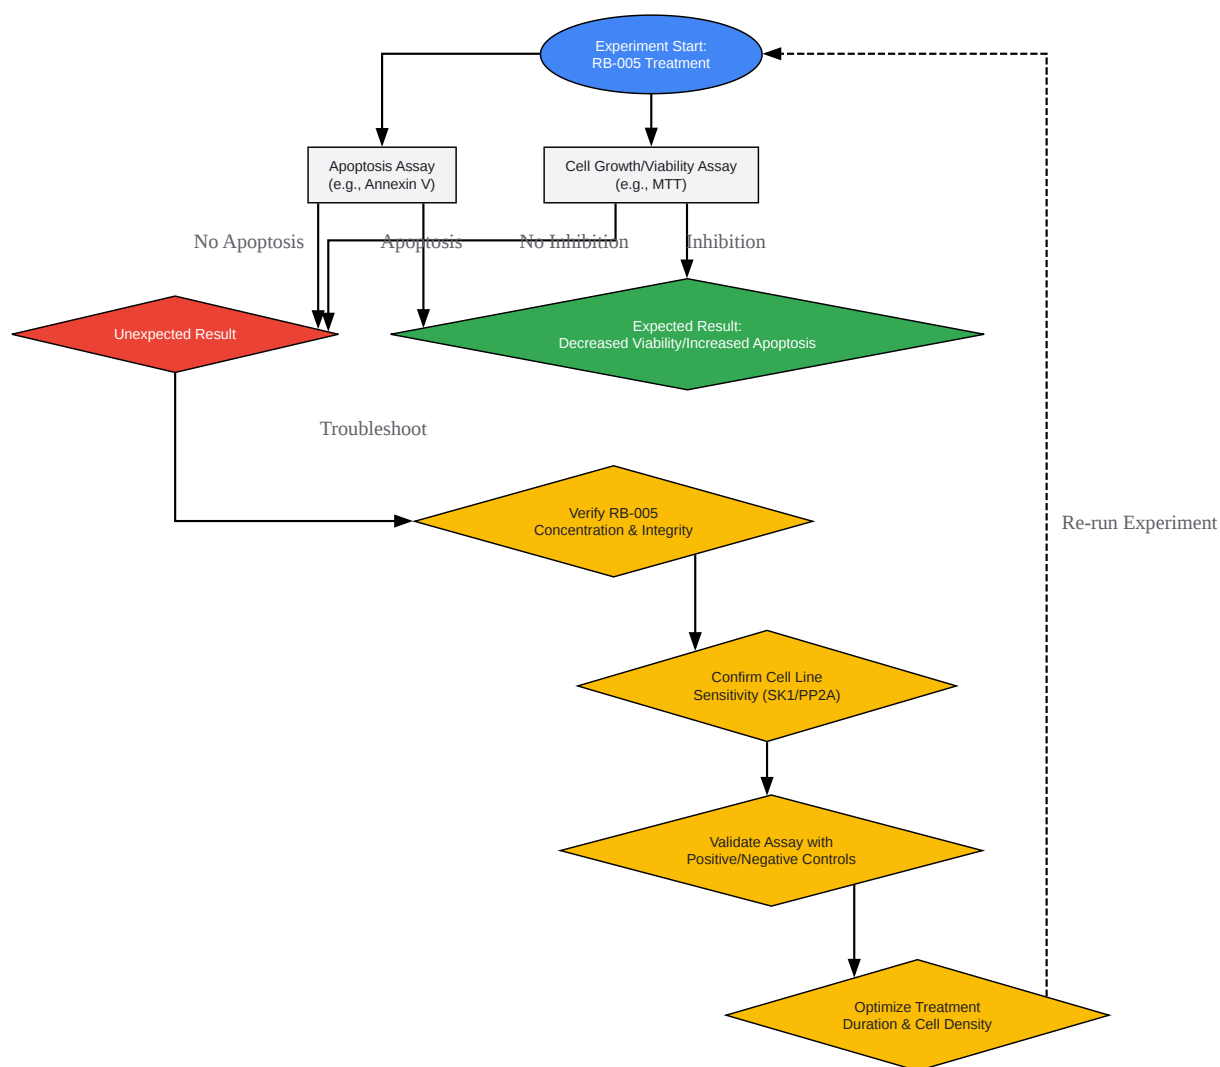 Experiment Start:
RB-005 Treatment
Apoptosis Assay
(e.g., Annexin V)
Cell Growth/Viability Assay
(e.g., MTT)
No Apoptosis
Apoptosis
No Inhibition
Inhibition
Unexpected Result
Expected Result:
Decreased Viability/Increased Apoptosis
Troubleshoot
Verify RB-005
Concentration & Integrity
Re-run Experiment
Confirm Cell Line
Sensitivity (SK1/PP2A)
Validate Assay with
Positive/Negative Controls
Optimize Treatment
Duration & Cell Density